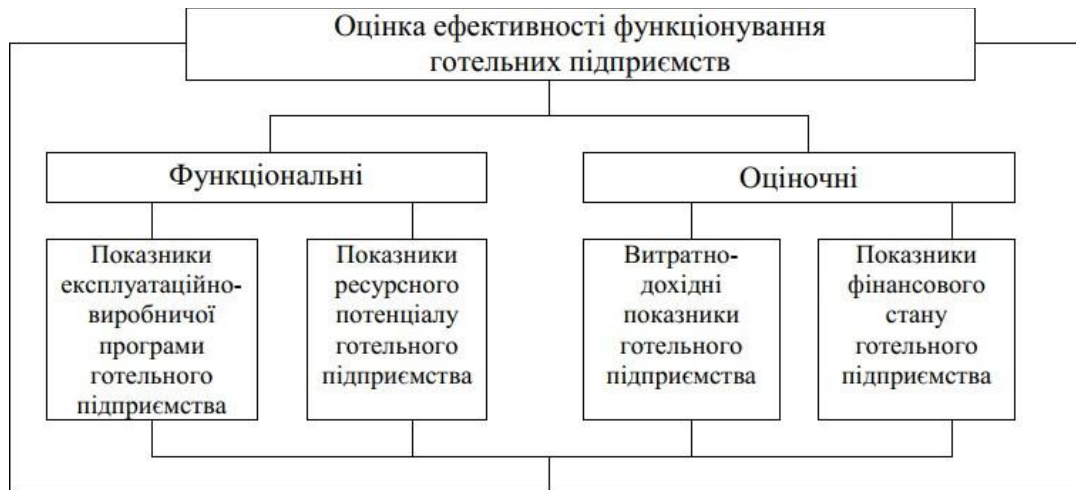 Оцінка ефективності функціонування
готельних підприємств
Функціональні
Оціночні
Показники
експлуатаційно-
виробничої
програми
готельного
підприємства
Показники
ресурсного
потенціалу
готельного
підприємства
Витратно-
дохідні
показники
готельного
підприємства
Показники
фінансового
стану
готельного
підприємства